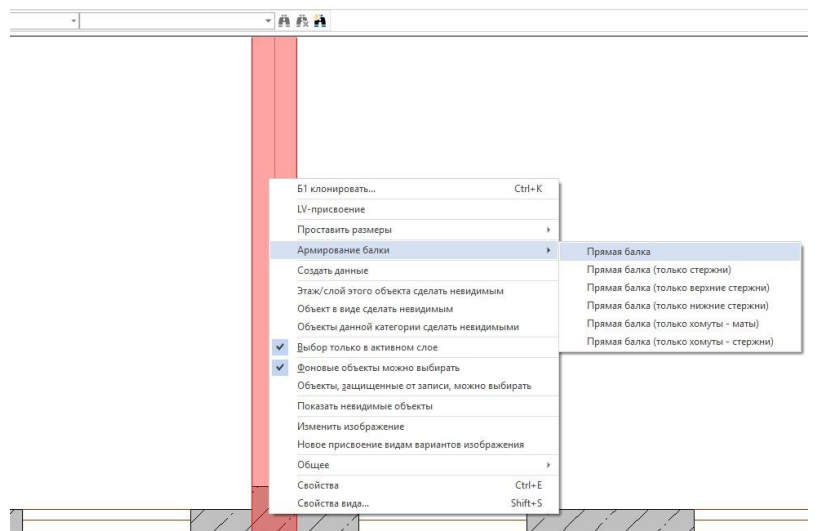 Б1 клонировать... Ctrl+K
LV-присвоение
Проставить размеры
Армирование балки
Прямая балка
Создать данные
Прямая балка (только стержни)
Этаж/слой этого объекта сделать невидимым
Прямая балка (только верхние стержни)
Объект в виде сделать невидимым
Прямая балка (только нижние стержни)
Объекты данной категории сделать невидимыми
Прямая балка (только хомуты - маты)
Выбор только в активном слое
Прямая балка (только хомуты - стержни)
Фоновые объекты можно выбирать
Объекты, защищенные от записи, можно выбирать
Показать невидимые объекты
Изменить изображение
Новое присвоение видам вариантов изображения
Общее
Свойства Ctrl+E
Свойства вида... Shift+S